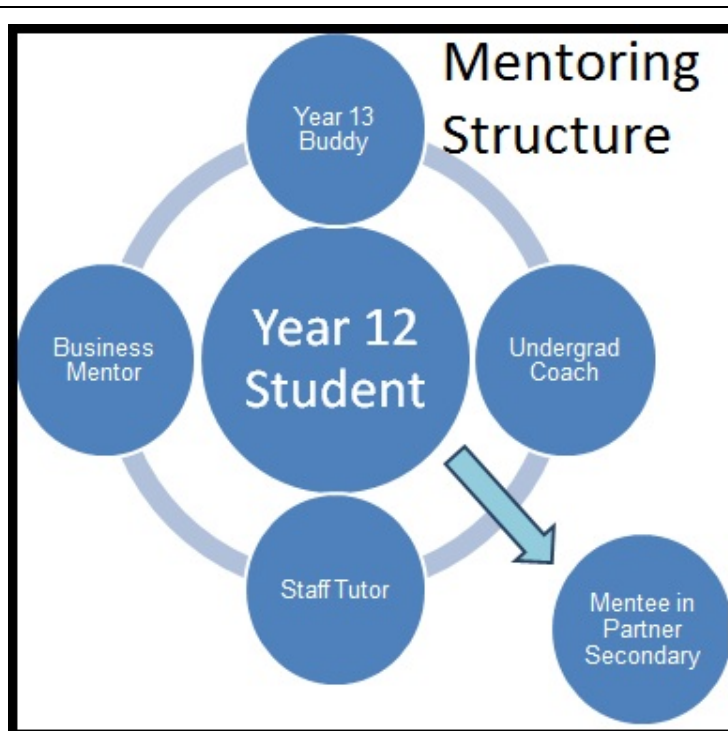 Mentoring
Structure
Year 13
Buddy
Business
Mentor
Year 12
Student
Undergrad
Coach
Staff Tutor
Mentee in
Partner
Secondary